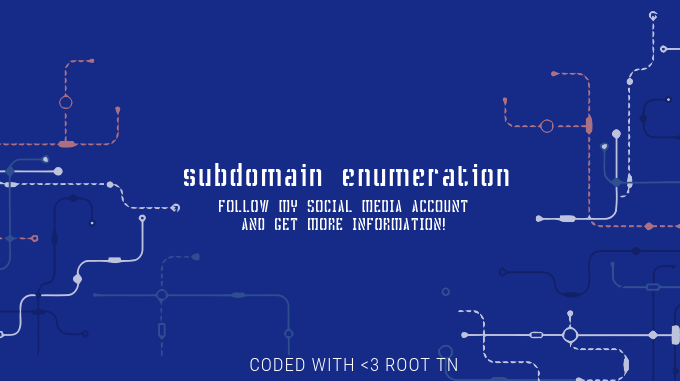 subdomain enumeration
FOLLOW MY SOCIAL MEDIA ACCOUNT
AND GET MORE INFORMATION!
CODED WITH <3 ROOT TN